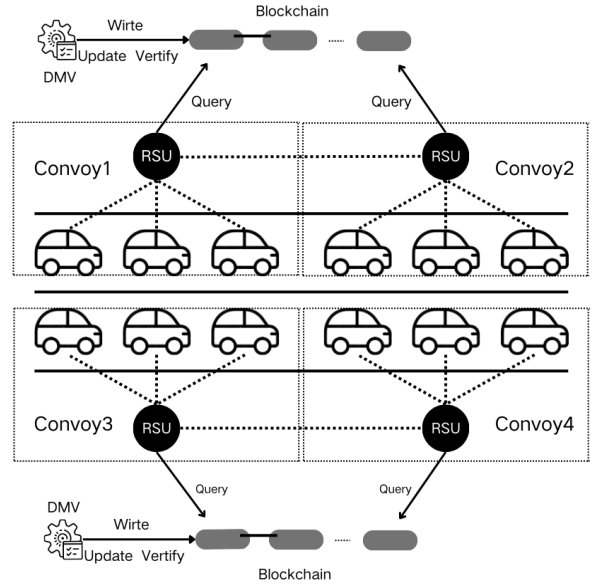 Blockchain
Wirte
Update Vertify
DMV
Query
Query
Convoy1
RSU
RSU
Convoy2
Convoy3
RSU
RSU
Convoy4
Query
Query
DMV
Wirte
Update Vertify
Blockchain